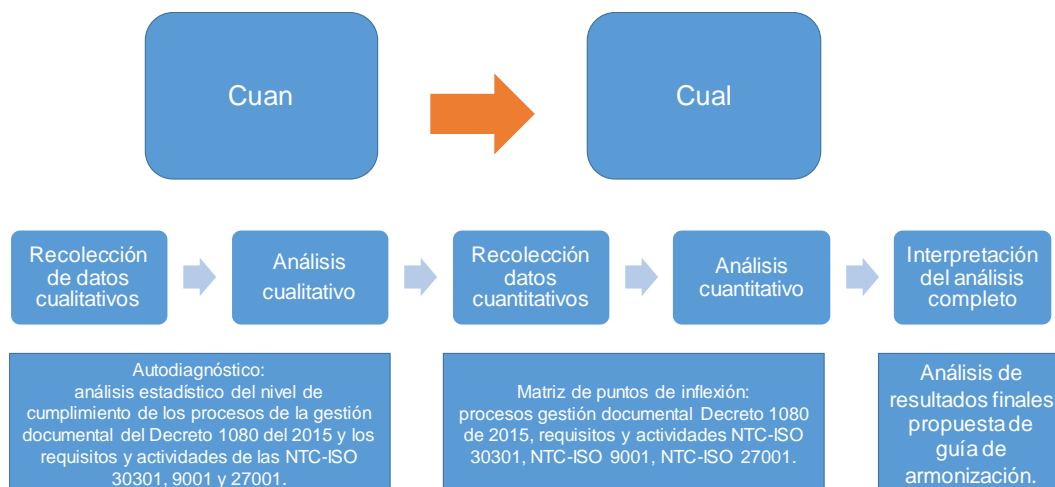 Cuan
Cual
Recolección
de datos
cualitativos
Análisis
cualitativo
Recolección
datos
cuantitativos
Análisis
cuantitativo
Interpretación
del análisis
completo
Autodiagnóstico:
análisis estadístico del nivel de
cumplimiento de los procesos de la gestión
documental del Decreto 1080 del 2015 y los
requisitos y actividades de las NTC-ISO
30301, 9001 y 27001.
Matriz de puntos de inflexión:
procesos gestión documental Decreto 1080
de 2015, requisitos y actividades NTC-ISO
30301, NTC-ISO 9001, NTC-ISO 27001.
Análisis de
resultados finales
propuesta de
guía de
armonización.